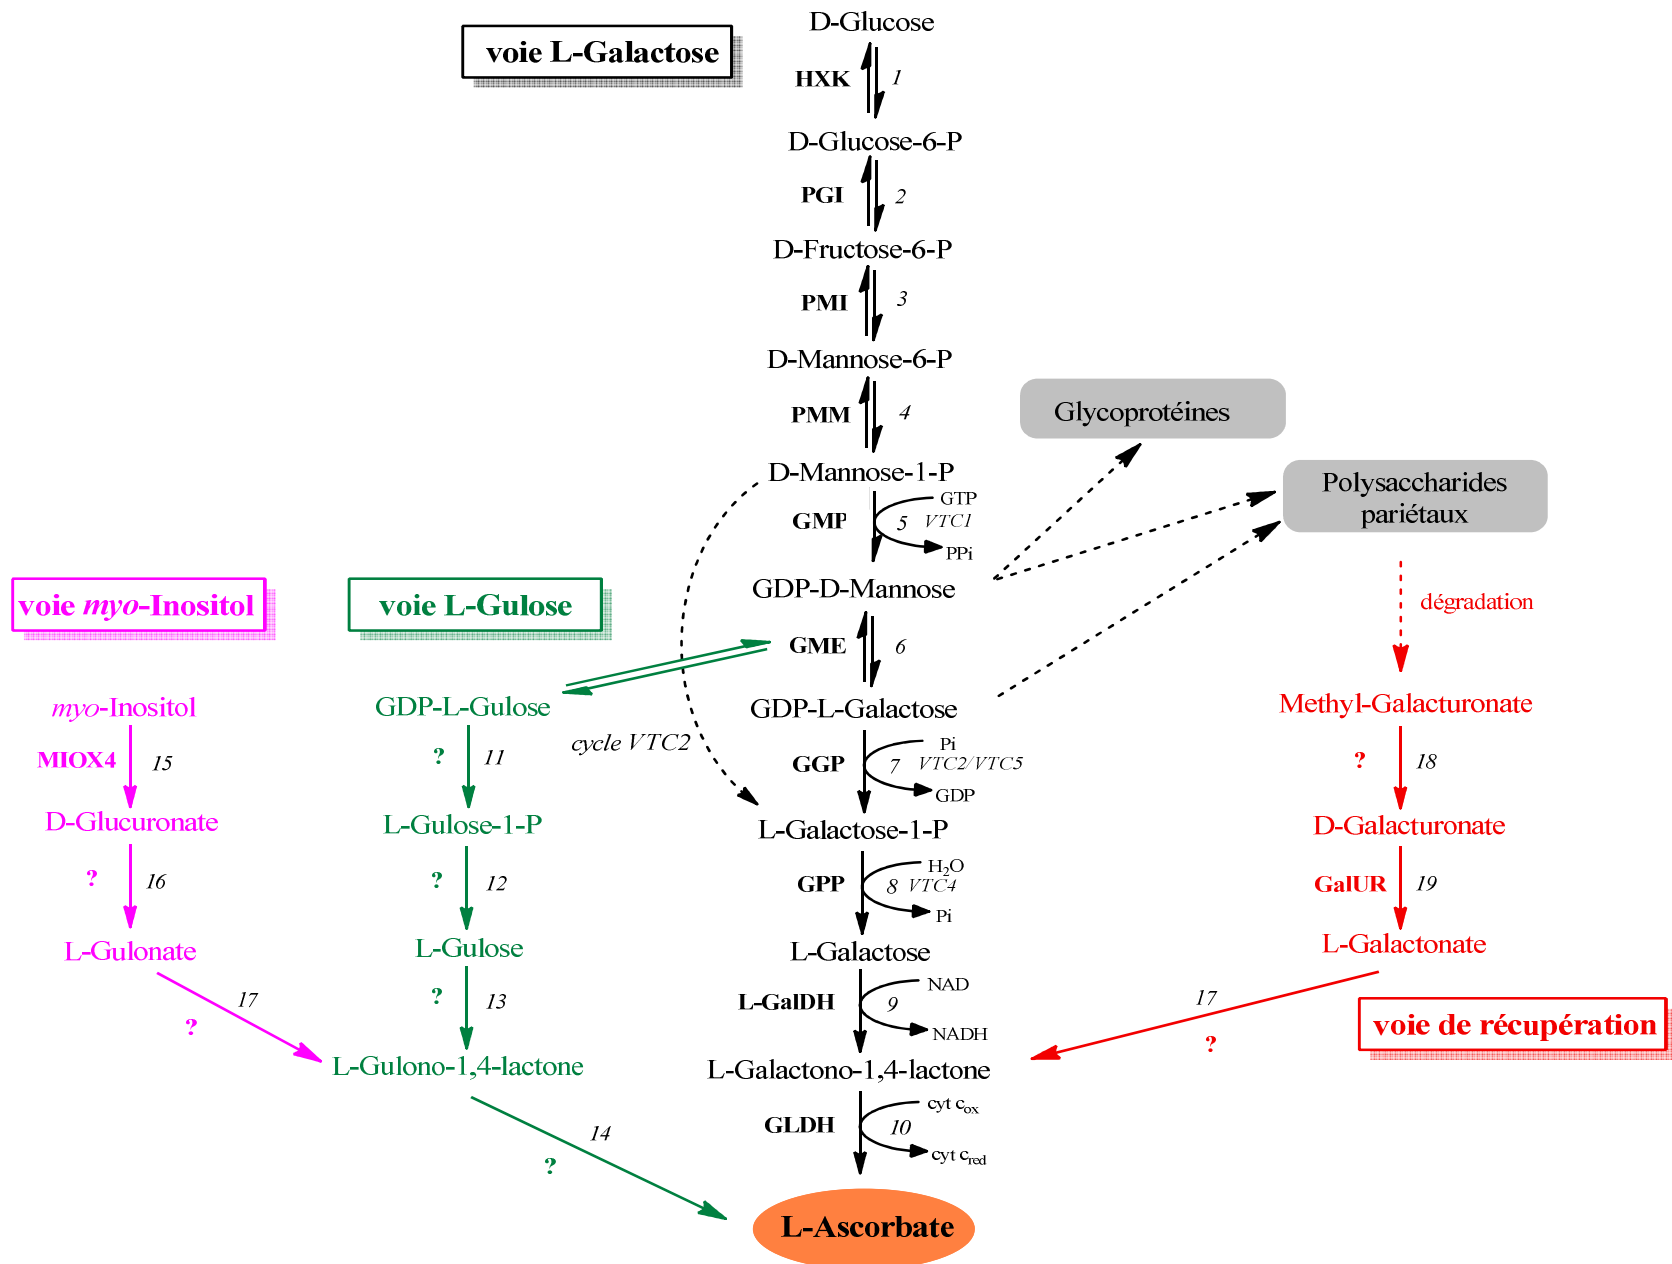 voie L-Galactose
D-Glucose
HXK
1
D-Glucose-6-P
PGI
2
D-Fructose-6-P
PMI
3
D-Mannose-6-P
PMM
4
Glycoprotéines
D-Mannose-1-P
Polysaccharides
pariétaux
GMP
5
VTC1
GTP
PPi
dégradation
GDP-D-Mannose
voie myo-Inositol
voie L-Gulose
GME
6
myo-Inositol
GDP-L-Gulose
GDP-L-Galactose
Methyl-Galacturonate
MIOX4
15
?
11
cycle VTC2
GGP
7
Pi
VTC2/VTC5
GDP
?
18
D-Glucuronate
L-Gulose-1-P
L-Galactose-1-P
D-Galacturonate
?
16
?
12
GPP
8
H2O
VTC4
Pi
GalUR
19
L-Gulonate
L-Gulose
L-Galactose
L-Galactonate
17
?
?
13
L-GalDH
9
NAD
NADH
17
?
voie de récupération
L-Gulono-1,4-lactone
L-Galactono-1,4-lactone
14
?
GLDH
10
cyt cox
cyt cred
L-Ascorbate